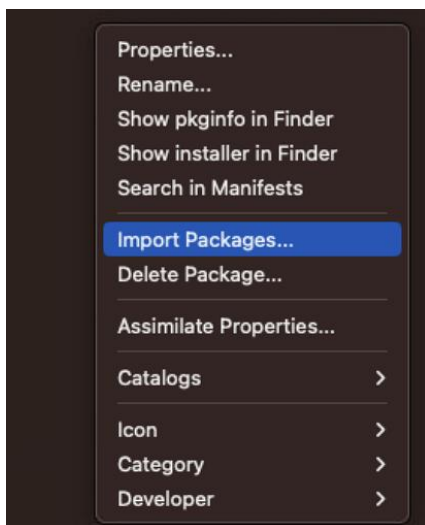 Properties...
Rename...
Show pkginfo in Finder
Show installer in Finder
Search in Manifests
Import Packages...
Delete Package...
Assimilate Properties...
Catalogs
Icon
Category
Developer